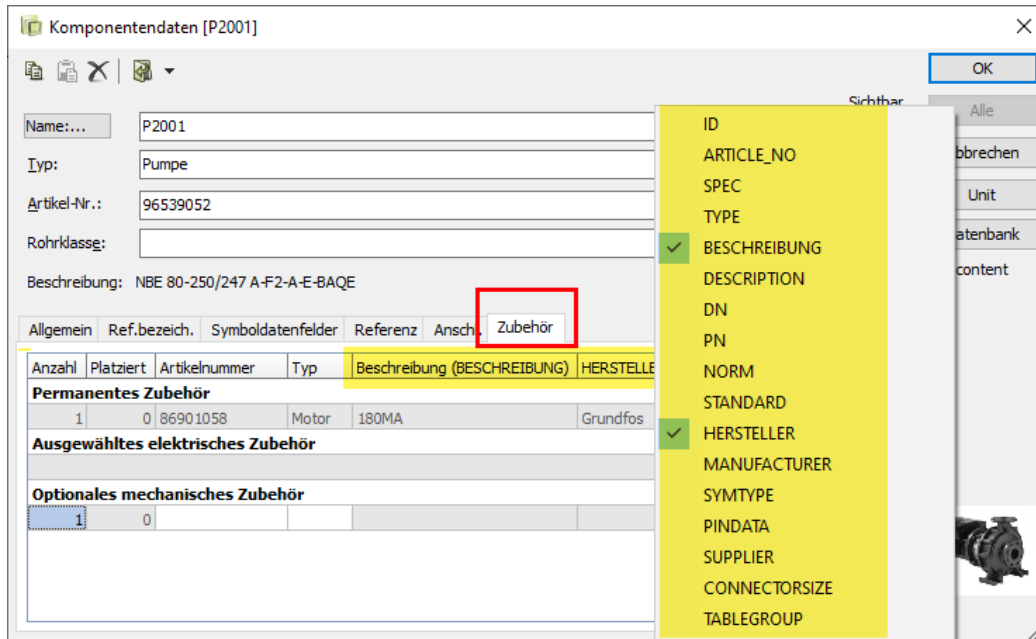 Komponentendaten [P2001]
OK
Sichtbar
Alle
Name:... P2001
bbrechen
Typ: Pumpe
Artikel-Nr.: 96539052
Unit
Rohrklasse:
atenbank
content
Beschreibung: NBE 80-250/247 A-F2-A-E-BAQE
Allgemein Ref.bezeich. Symboldatenfelder Referenz Anschl. Zubehör
Anzahl Platziert Artikelnummer Typ Beschreibung (BESCHREIBUNG) HERSTELLE
Permanentes Zubehör
1 0 86901058 Motor 180MA Grundfos
Ausgewähltes elektrisches Zubehör
Optionales mechanisches Zubehör
1 0
ID
ARTICLE_NO
SPEC
TYPE
BESCHREIBUNG
DESCRIPTION
DN
PN
NORM
STANDARD
HERSTELLER
MANUFACTURER
SYMTYPE
PINDATA
SUPPLIER
CONNECTORSIZE
TABLEGROUP